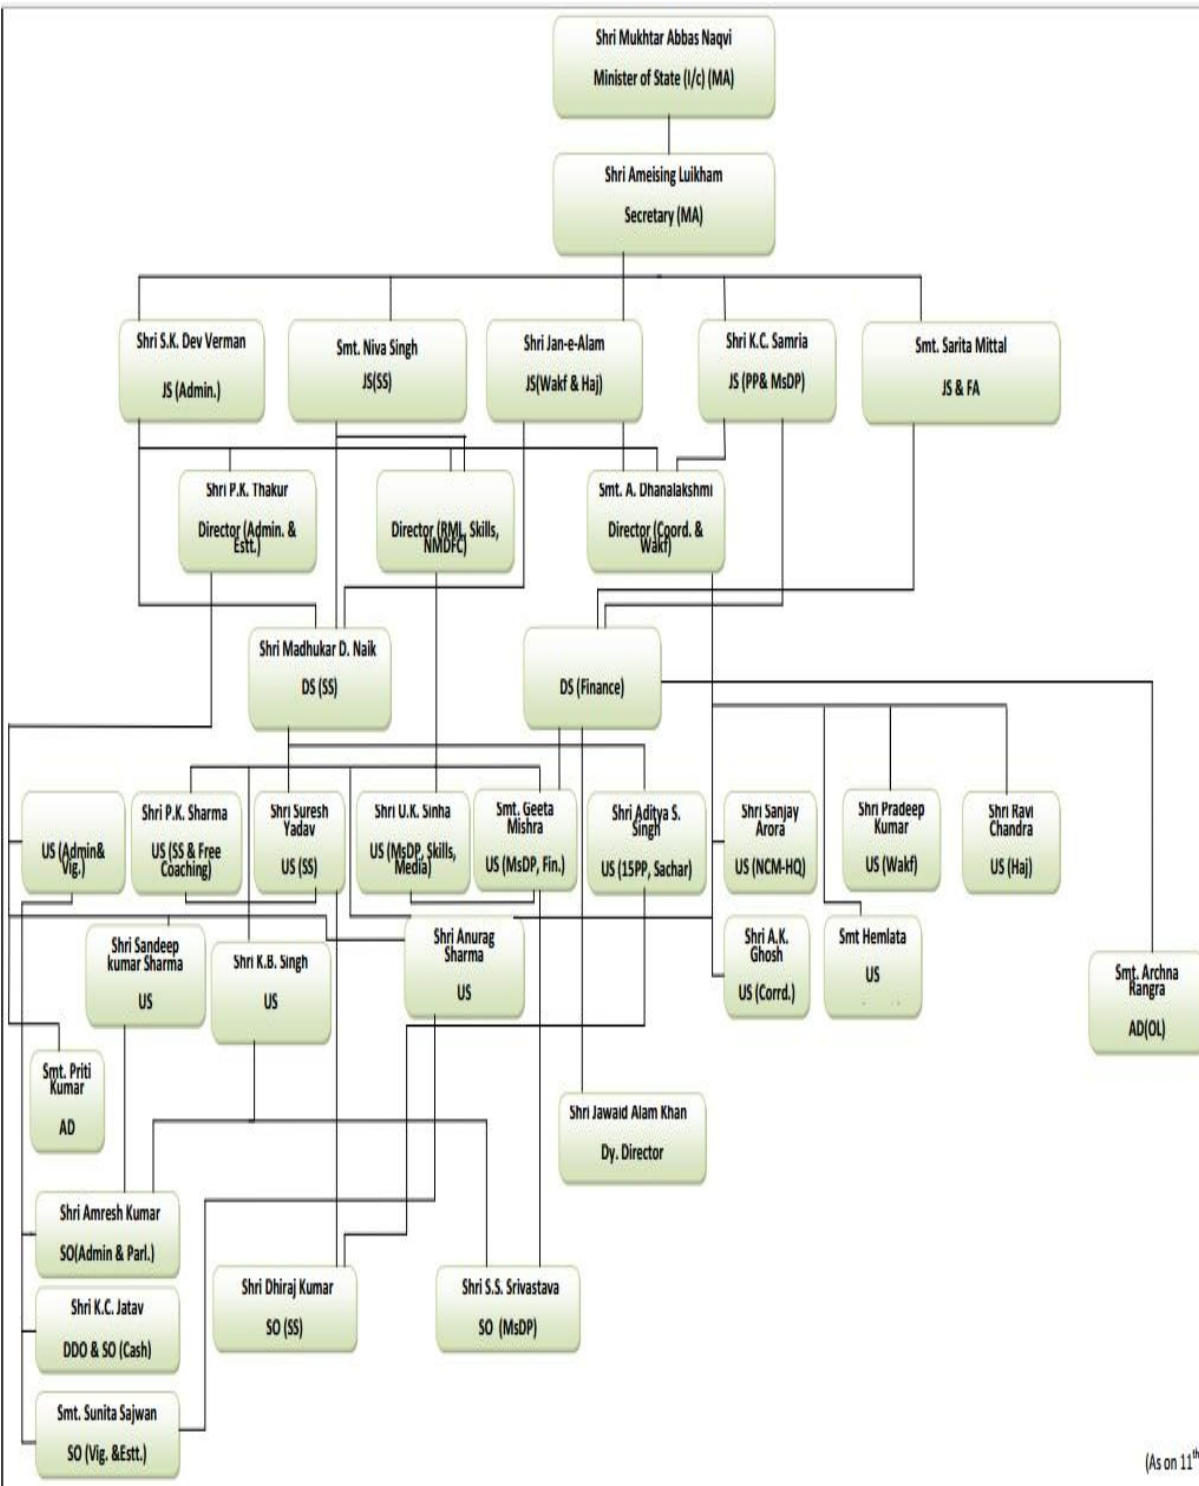 Shri Mukhtar Abbas Naqvi
Minister of State (I/c) (MA)
Shri Ameising Luikham
Secretary (MA)
Shri S.K. Dev Verman
JS (Admin.)
Smt. Niva Singh
JS(SS)
Shri Jan-e-Alam
JS(Wakf & Haj)
Shri K.C. Samria
JS (PP& MsDP)
Smt. Sarita Mittal
JS & FA
Shri P.K. Thakur
Director (Admin. &
Estt.)
Director (RML, Skills,
NMDFC)
Smt. A. Dhanalakshmi
Director (Coord. &
Wakf)
Shri Madhukar D. Naik
DS (SS)
DS (Finance)
US (Admin&
Vig.)
Shri P.K. Sharma
US (SS & Free
Coaching)
Shri Suresh
Yadav
US (SS)
Shri U.K. Sinha
US (MsDP, Skills,
Media)
Smt. Geeta
Mishra
US (MsDP, Fin.)
Shri Aditya S.
Singh
US (15PP, Sachar)
Shri Sanjay
Arora
US (NCM-HQ)
Shri Pradeep
Kumar
US (Wakf)
Shri Ravi
Chandra
US (Haj)
Shri Sandeep
kumar Sharma
US
Shri K.B. Singh
US
Shri Anurag
Sharma
US
Shri A.K.
Ghosh
US (Corrd.)
Smt Hemlata
US
Smt. Archna
Rangra
AD(OL)
Smt. Priti
Kumar
AD
Shri Jawaid Alam Khan
Dy. Director
Shri Amresh Kumar
SO(Admin & Parl.)
Shri K.C. Jatav
DDO & SO (Cash)
Smt. Sunita Sajwan
SO (Vig. &Estt.)
Shri Dhiraj Kumar
SO (SS)
Shri S.S. Srivastava
SO (MsDP)
(As on 11th